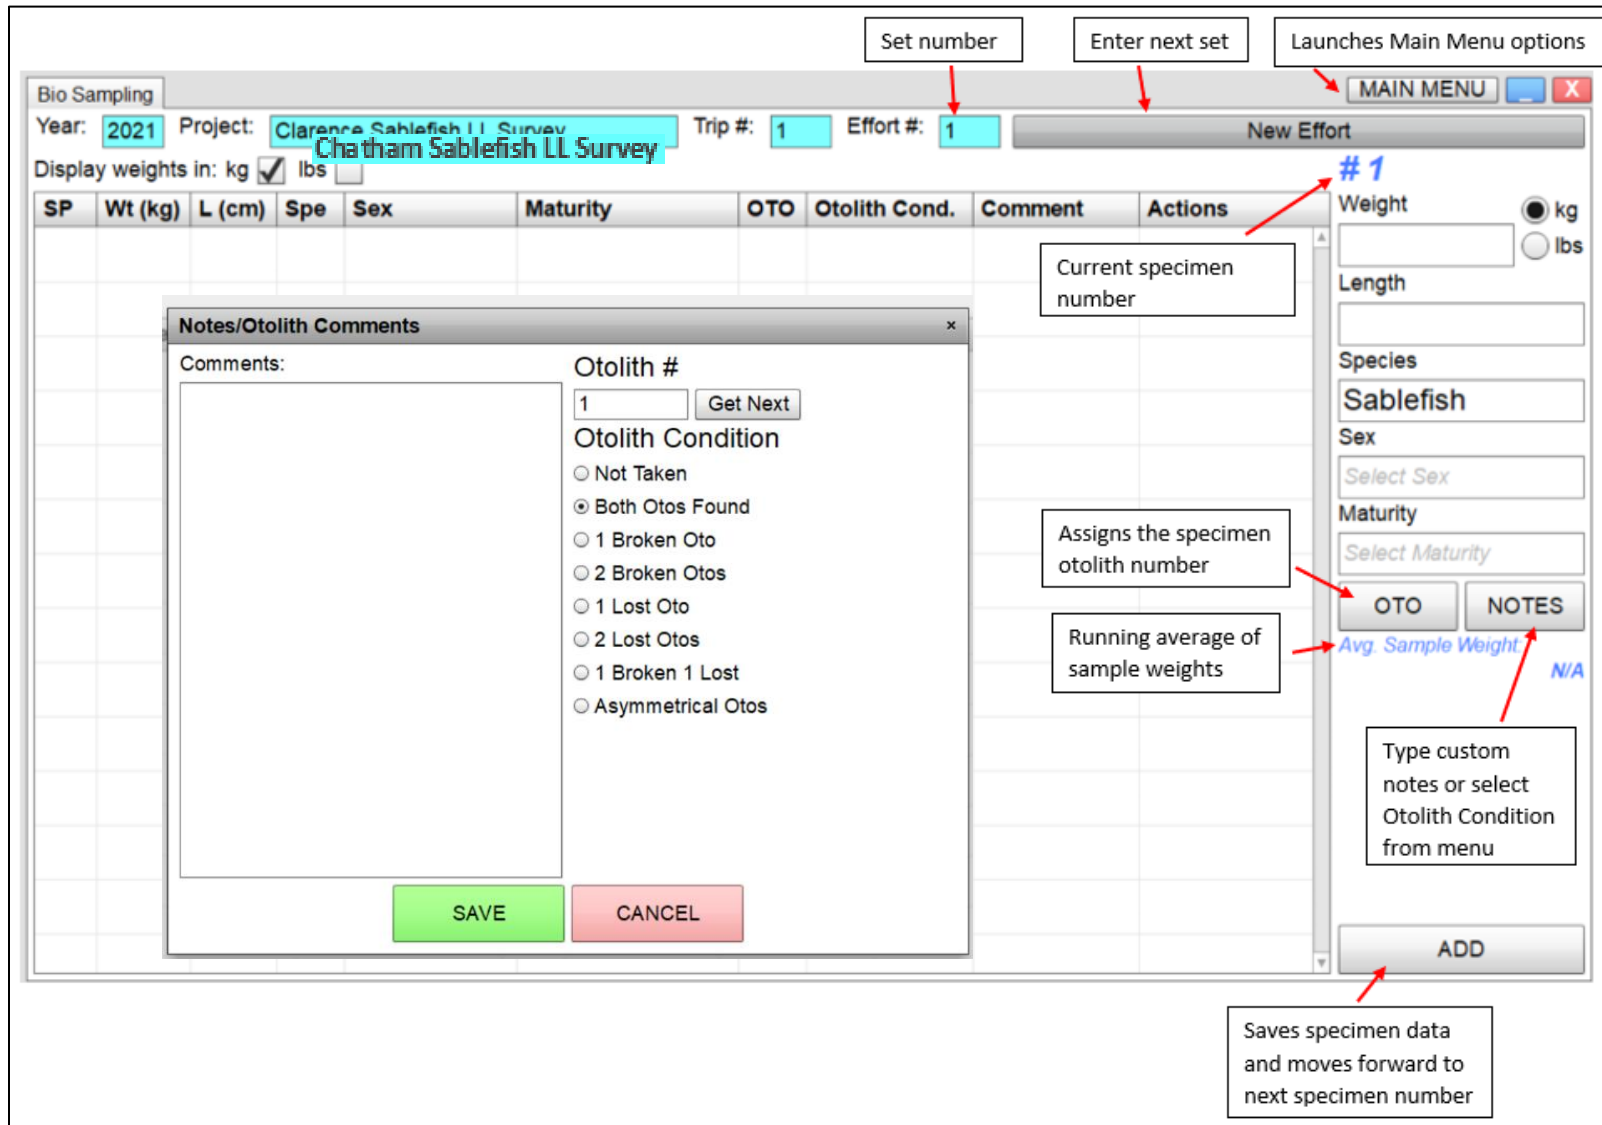 Set number
Enter next set
Launches Main Menu options
Bio Sampling
MAIN MENU
_
X
Year: 2021 Project: Clarence Sablefish LL Survey Trip #: 1 Effort #: 1 New Effort
Chatham Sablefish LL Survey
Display weights in: kg lbs
# 1
SP Wt (kg) L (cm) Spe Sex Maturity OTO Otolith Cond. Comment Actions
Weight
kg
lbs
Current specimen
number
Length
Species
Sablefish
Sex
Select Sex
Maturity
Select Maturity
OTO NOTES
Avg. Sample Weight:
N/A
Notes/Otolith Comments ×
Comments:
Otolith #
1 Get Next
Otolith Condition
Not Taken
Both Otos Found
1 Broken Oto
2 Broken Otos
1 Lost Oto
2 Lost Otos
1 Broken 1 Lost
Asymmetrical Otos
SAVE CANCEL
Assigns the specimen
otolith number
Running average of
sample weights
Type custom
notes or select
Otolith Condition
from menu
ADD
Saves specimen data
and moves forward to
next specimen number